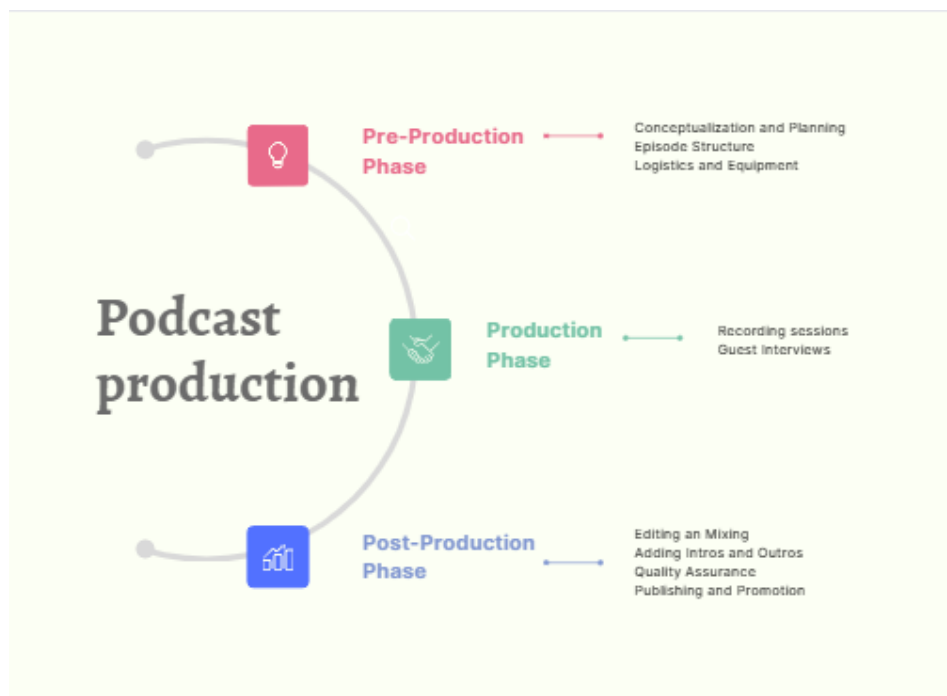 Podcast
production
Pre-Production
Phase
Conceptualization and Planning
Episode Structure
Logistics and Equipment
Production
Phase
Recording sessions
Guest Interviews
Post-Production
Phase
Editing an Mixing
Adding Intros and Outros
Quality Assurance
Publishing and Promotion